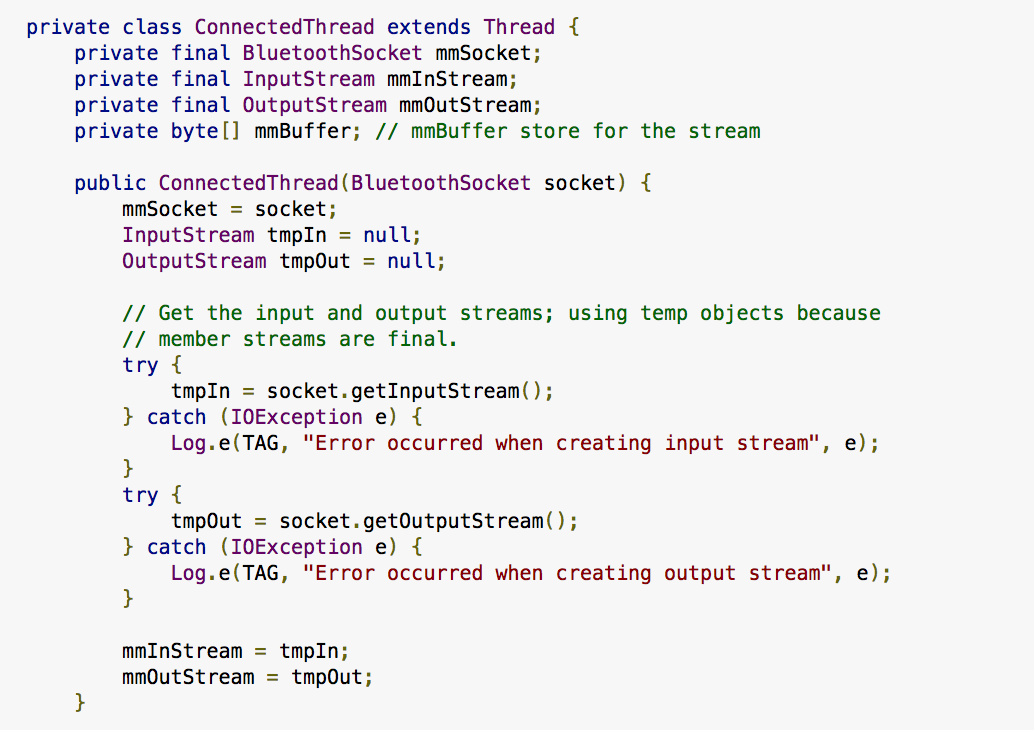 private class ConnectedThread extends Thread {
    private final BluetoothSocket mmSocket;
    private final InputStream mmInStream;
    private final OutputStream mmOutStream;
    private byte[] mmBuffer; // mmBuffer store for the stream

    public ConnectedThread(BluetoothSocket socket) {
        mmSocket = socket;
        InputStream tmpIn = null;
        OutputStream tmpOut = null;

        // Get the input and output streams; using temp objects because
        // member streams are final.
        try {
            tmpIn = socket.getInputStream();
        } catch (IOException e) {
            Log.e(TAG, "Error occurred when creating input stream", e);
        }
        try {
            tmpOut = socket.getOutputStream();
        } catch (IOException e) {
            Log.e(TAG, "Error occurred when creating output stream", e);
        }

        mmInStream = tmpIn;
        mmOutStream = tmpOut;
    }